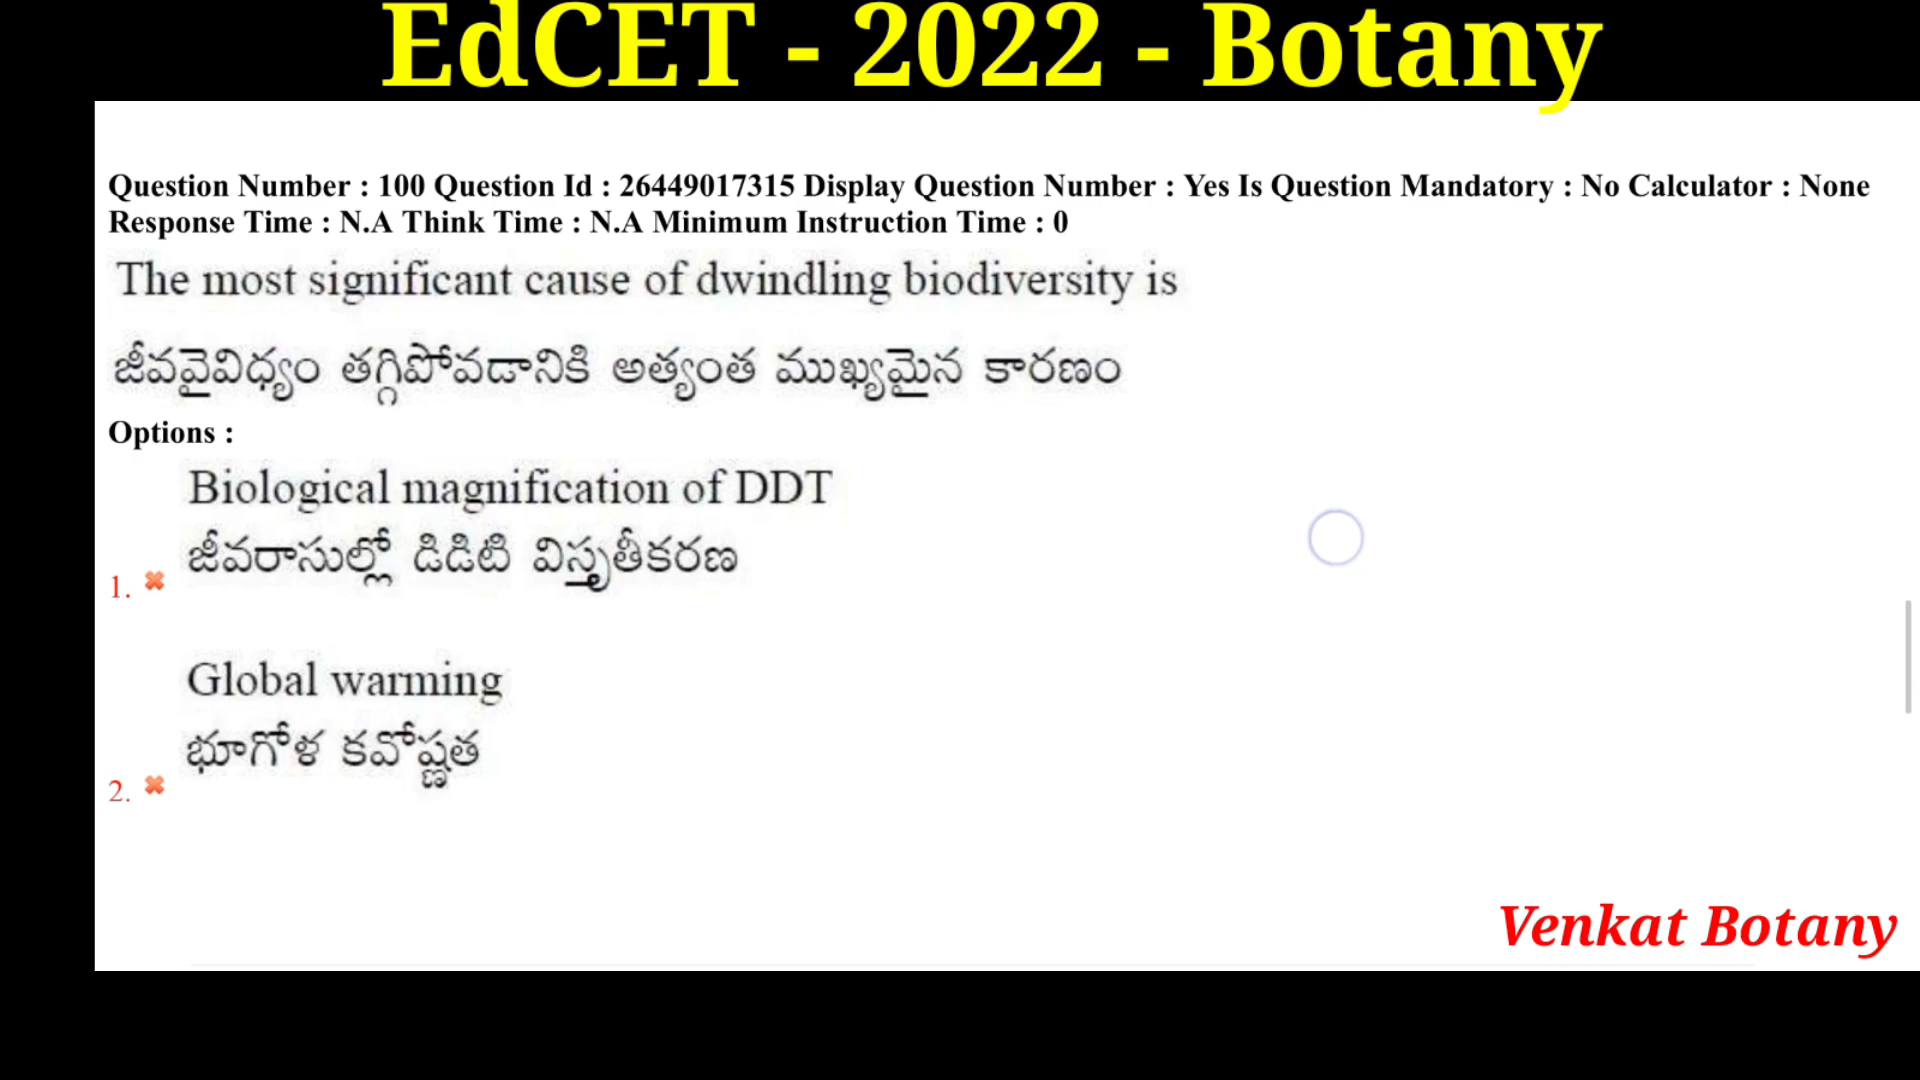 EdCET - 2022 - Botany
Question Number : 100 Question Id : 26449017315 Display Question Number : Yes Is Question Mandatory : No Calculator : None
Response Time : N.A Think Time : N.A Minimum Instruction Time : 0
The most significant cause of dwindling biodiversity is
జీవవైవిధ్యం తగ్గిపోవడానికి అత్యంత ముఖ్యమైన కారణం
Options :
Biological magnification of DDT
జీవరాసుల్లో డిడిటి విస్తృతీకరణ
1.
Global warming
భూగోళ కవోష్ణత
2.
Venkat Botany